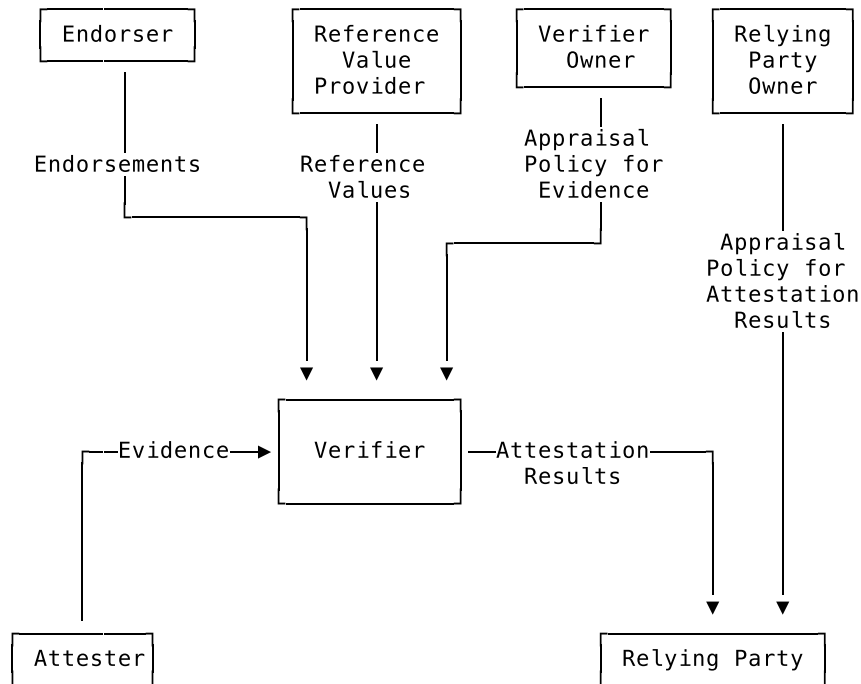 Endorser
Reference
Value
Provider
Verifier
Owner
Relying
Party
Owner
Endorsements
Reference
Values
Appraisal
Policy for
Evidence
Appraisal
Policy for
Attestation
Results
Evidence
Verifier
Attestation
Results
Attester
Relying Party